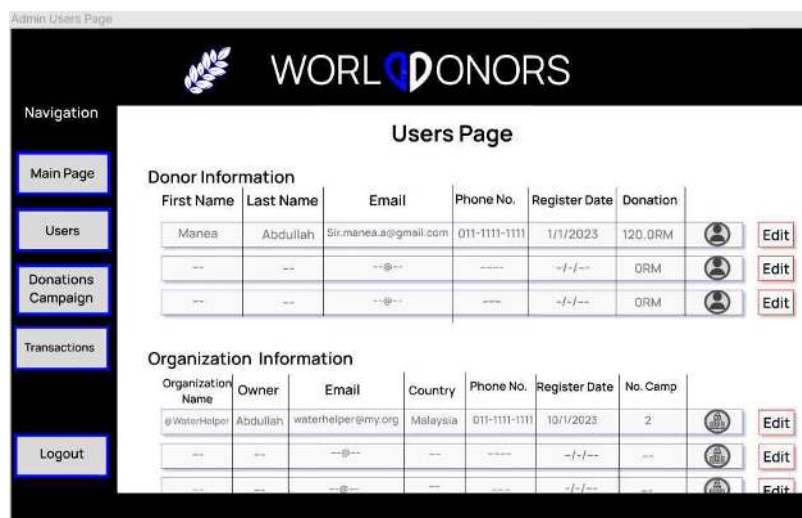 Admin Users Page
WORLDDONORS
Navigation
Main Page
Users
Donations Campaign
Transactions
Logout
Users Page
Donor Information
First Name Last Name Email Phone No. Register Date Donation
Manea Abdullah Sir.manea.a@gmail.com 011-1111-1111 1/1/2023 120.0RM Edit
-- -- --@-- ---- -/-/-- 0RM Edit
-- -- --@-- --- -/-/-- 0RM Edit
Organization Information
Organization Name Owner Email Country Phone No. Register Date No. Camp
@WaterHelper Abdullah waterhelper@my.org Malaysia 011-1111-1111 10/1/2023 2 Edit
-- -- --@-- -- ---- -/-/-- -- Edit
-- -- --@-- -- ---- -/-/-- -- Edit